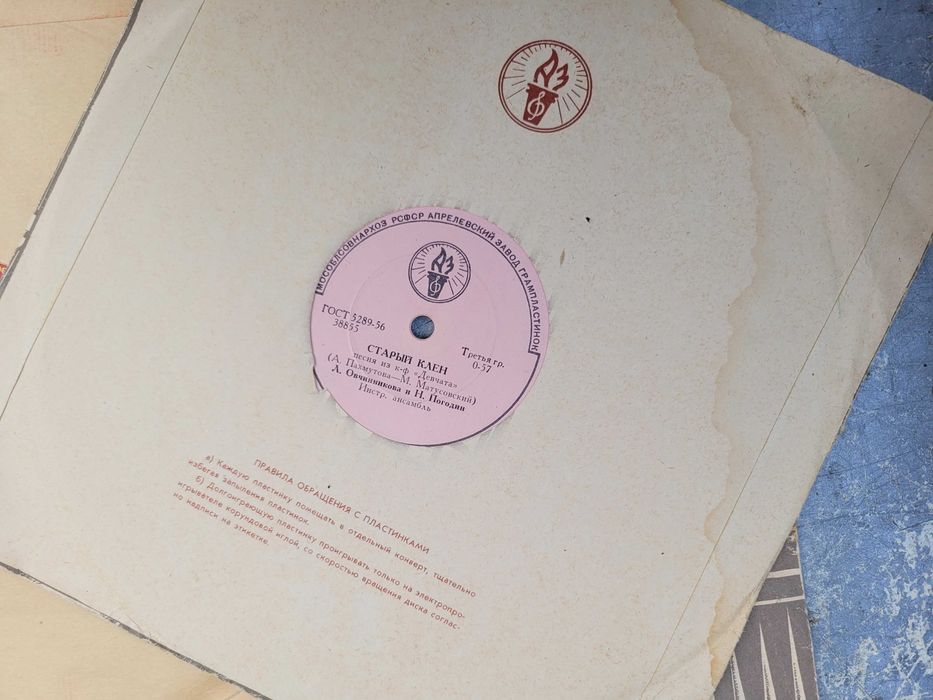 АЗ
МОСОБЛСОВНАРХОЗ РСФСР АПРЕЛЕВСКИЙ ЗАВОД ГРАМПЛАСТИНОК
АЗ
ГОСТ 5289-56
38855
Третья гр.
0-57
СТАРЫЙ КЛЕН
песня из к-ф «Девчата»
(А. Пахмутова—М. Матусовский)
Л. Овчинникова и Н. Погодин
Инстр. ансамбль
ПРАВИЛА ОБРАЩЕНИЯ С ПЛАСТИНКАМИ
а) Каждую пластинку помещать в отдельный конверт, тщательно
избегая запыления пластинок.
б) Долгоиграющую пластинку проигрывать только на электропро-
игрывателе корундовой иглой, со скоростью вращения диска соглас-
но надписи на этикетке.